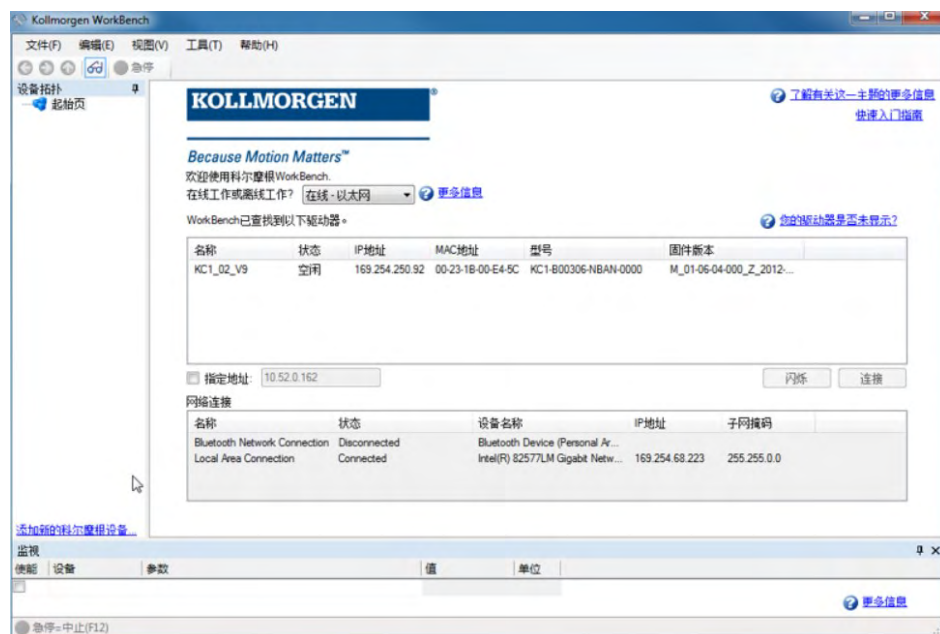 Kollmorgen WorkBench
文件(F) 编辑(E) 视图(V) 工具(T) 帮助(H)
急停
设备拓扑
起始页
KOLLMORGEN®
Because Motion Matters™
了解有关这一主题的更多信息
快速入门指南
欢迎使用科尔摩根WorkBench.
在线工作或离线工作? 在线 - 以太网 更多信息
WorkBench已查找到以下驱动器。
您的驱动器是否未显示?
名称 状态 IP地址 MAC地址 型号 固件版本
KC1_02_V9 空闲 169.254.250.92 00-23-1B-00-E4-5C KC1-B00306-NBAN-0000 M_01-06-04-000_Z_2012-...
指定地址: 10.52.0.162 闪烁 连接
网络连接
名称 状态 设备名称 IP地址 子网掩码
Bluetooth Network Connection Disconnected Bluetooth Device (Personal Ar...
Local Area Connection Connected Intel(R) 82577LM Gigabit Netw... 169.254.68.223 255.255.0.0
添加新的科尔摩根设备...
监视
使能 设备 参数 值 单位
更多信息
急停=中止(F12)